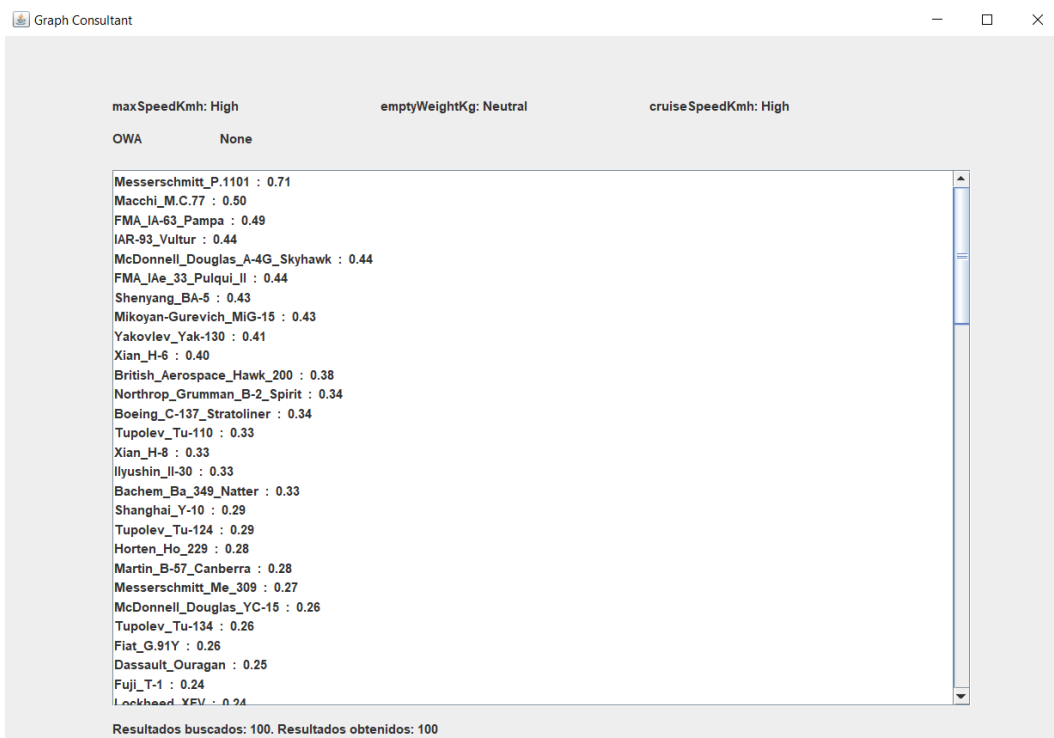 Graph Consultant
maxSpeedKmh: High emptyWeightKg: Neutral cruiseSpeedKmh: High
OWA None
Messerschmitt_P.1101 : 0.71
Macchi_M.C.77 : 0.50
FMA_IA-63_Pampa : 0.49
IAR-93_Vultur : 0.44
McDonnell_Douglas_A-4G_Skyhawk : 0.44
FMA_IAe_33_Pulqui_II : 0.44
Shenyang_BA-5 : 0.43
Mikoyan-Gurevich_MiG-15 : 0.43
Yakovlev_Yak-130 : 0.41
Xian_H-6 : 0.40
British_Aerospace_Hawk_200 : 0.38
Northrop_Grumman_B-2_Spirit : 0.34
Boeing_C-137_Stratoliner : 0.34
Tupolev_Tu-110 : 0.33
Xian_H-8 : 0.33
Ilyushin_Il-30 : 0.33
Bachem_Ba_349_Natter : 0.33
Shanghai_Y-10 : 0.29
Tupolev_Tu-124 : 0.29
Horten_Ho_229 : 0.28
Martin_B-57_Canberra : 0.28
Messerschmitt_Me_309 : 0.27
McDonnell_Douglas_YC-15 : 0.26
Tupolev_Tu-134 : 0.26
Fiat_G.91Y : 0.26
Dassault_Ouragan : 0.25
Fuji_T-1 : 0.24
Lockheed_XFV : 0.24
Resultados buscados: 100. Resultados obtenidos: 100